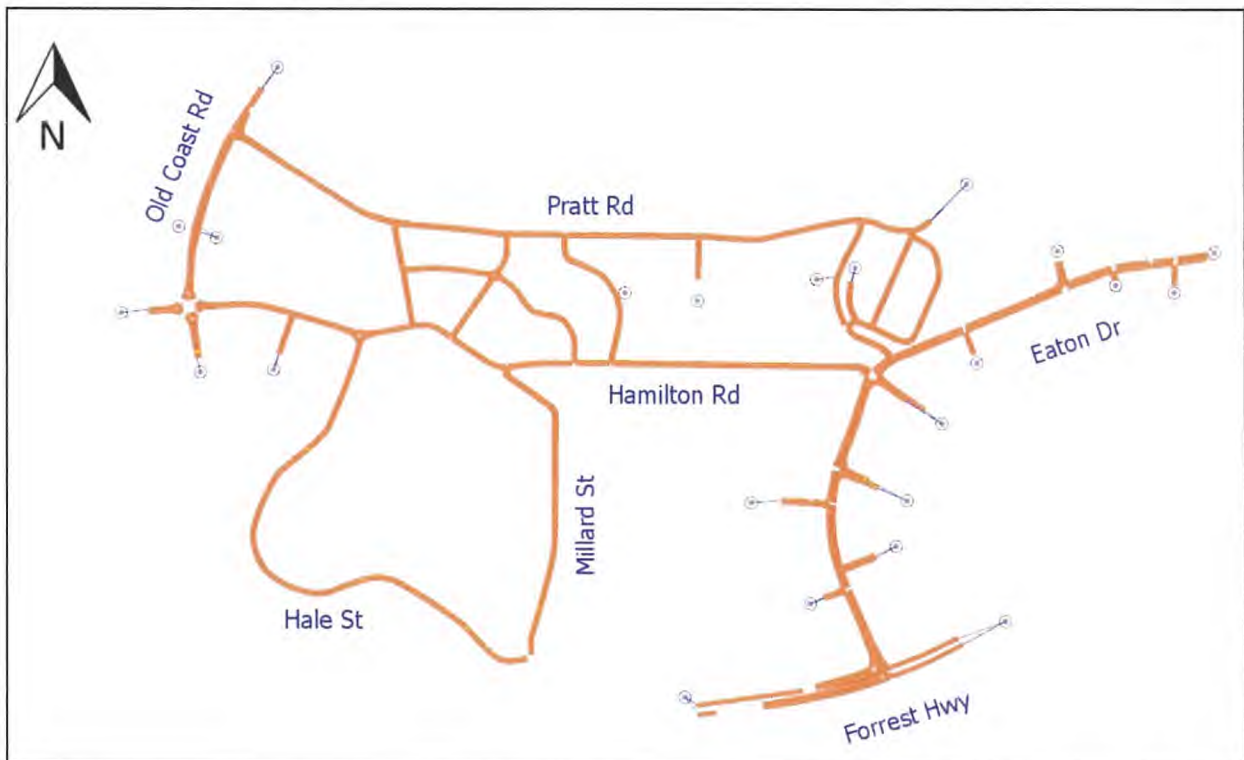 N
Old Coast Rd
Pratt Rd
Eaton Dr
Hamilton Rd
Millard St
Hale St
Forrest Hwy